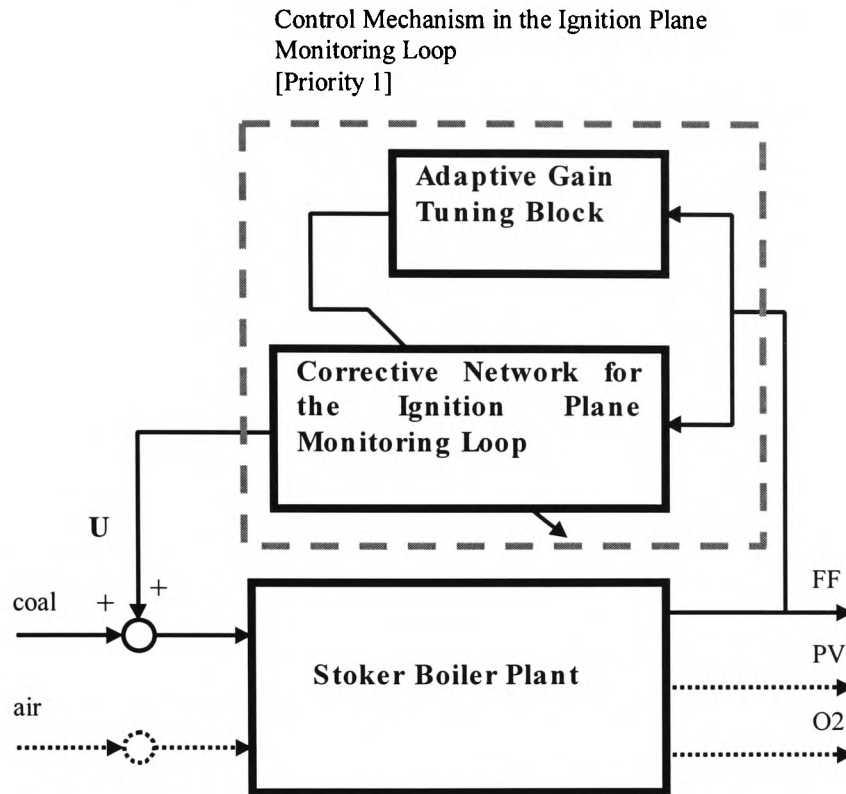 Control Mechanism in the Ignition Plane
Monitoring Loop
[Priority 1]
Adaptive Gain
Tuning Block
Corrective Network for
the Ignition Plane
Monitoring Loop
U
+
coal
+
FF
PV
Stoker Boiler Plant
air
O2